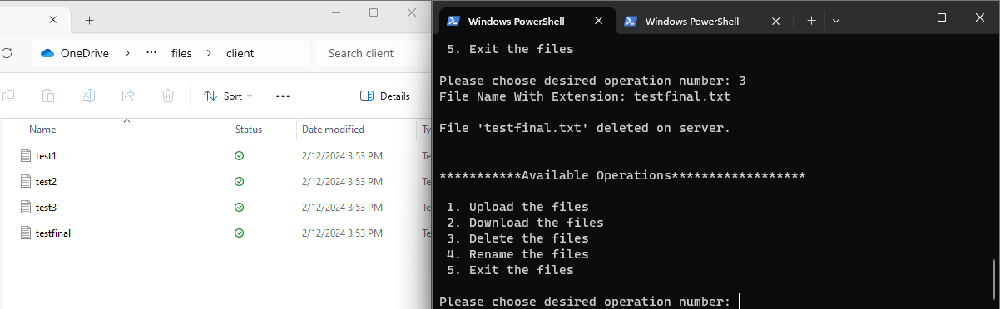 OneDrive > ... files > client
Search client
Sort
...
Details
Name Status Date modified Ty
test1 2/12/2024 3:53 PM Te
test2 2/12/2024 3:53 PM Te
test3 2/12/2024 3:53 PM Te
testfinal 2/12/2024 3:53 PM Te
Windows PowerShell
Windows PowerShell
5. Exit the files
Please choose desired operation number: 3
File Name With Extension: testfinal.txt
File 'testfinal.txt' deleted on server.
***********Available Operations******************
1. Upload the files
2. Download the files
3. Delete the files
4. Rename the files
5. Exit the files
Please choose desired operation number: